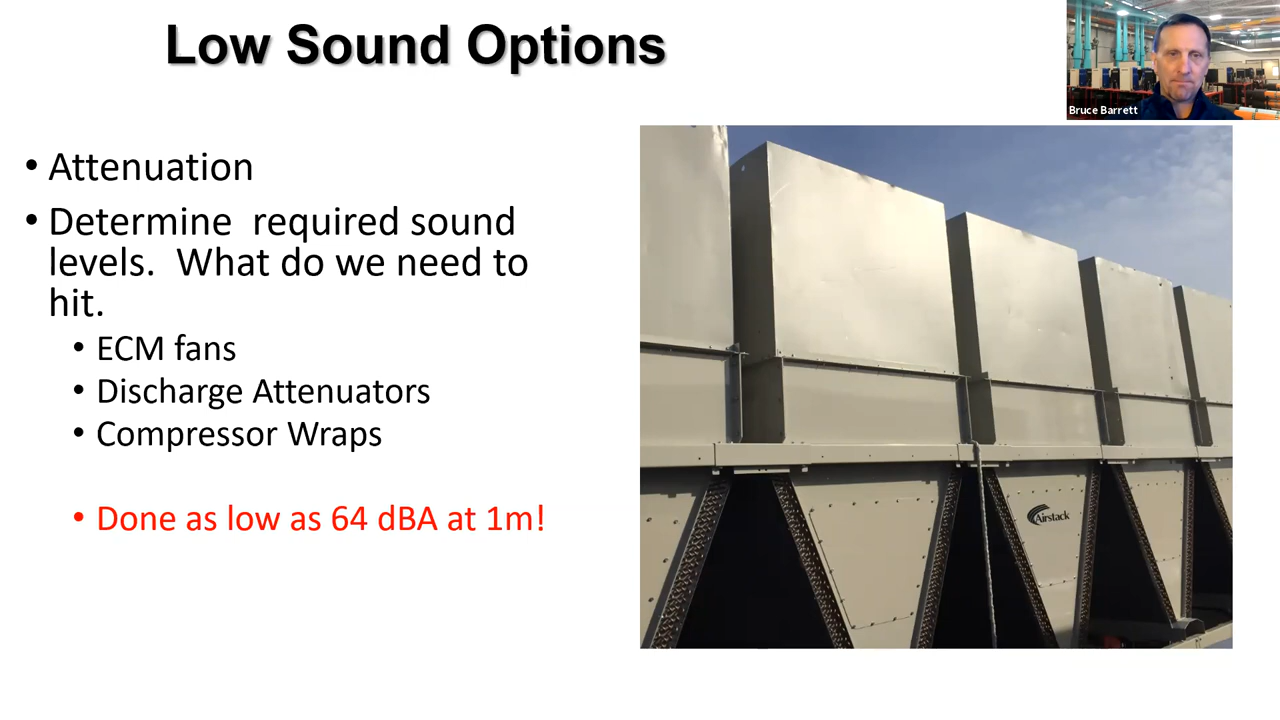 Low Sound Options
Bruce Barrett
• Attenuation
• Determine required sound
levels. What do we need to
hit.
• ECM fans
• Discharge Attenuators
• Compressor Wraps
• Done as low as 64 dBA at 1m!
Airstack